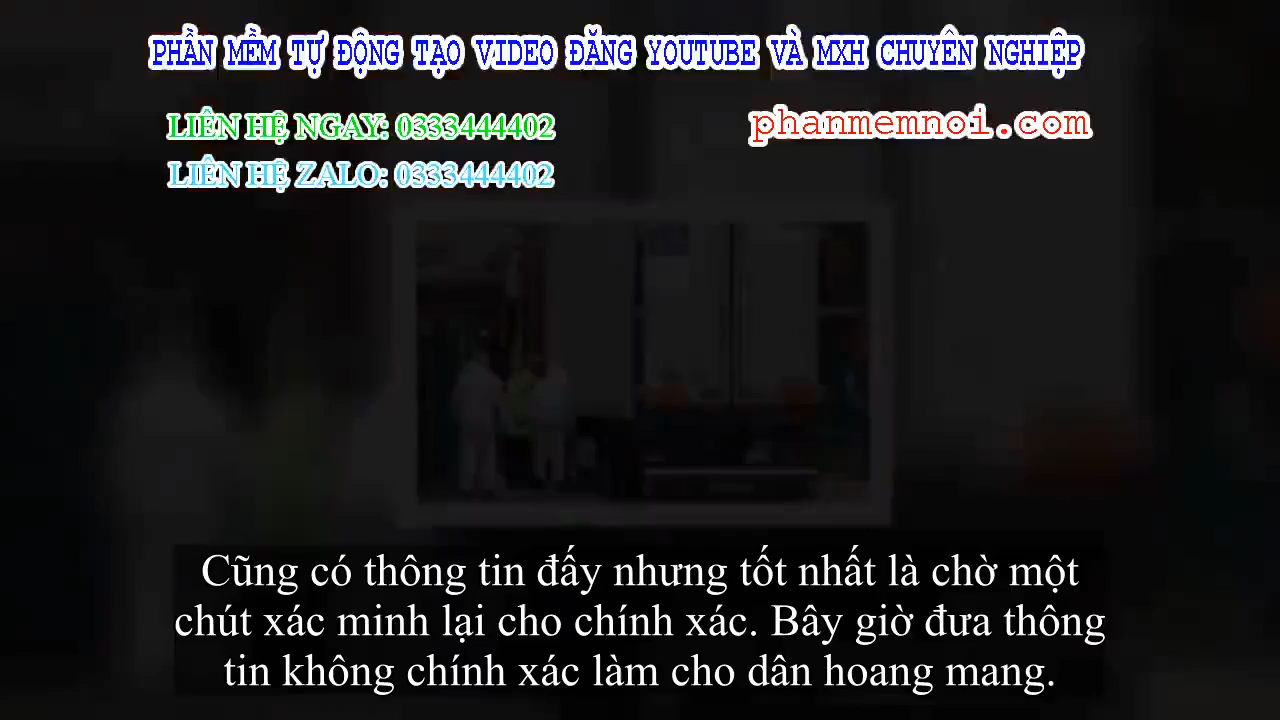 PHẦN MỀM TỰ ĐỘNG TẠO VIDEO ĐĂNG YOUTUBE VÀ MXH CHUYÊN NGHIỆP
LIÊN HỆ NGAY: 0333444402
phanmemnoi.com
LIÊN HỆ ZALO: 0333444402
Cũng có thông tin đấy nhưng tốt nhất là chờ một
chút xác minh lại cho chính xác. Bây giờ đưa thông
tin không chính xác làm cho dân hoang mang.